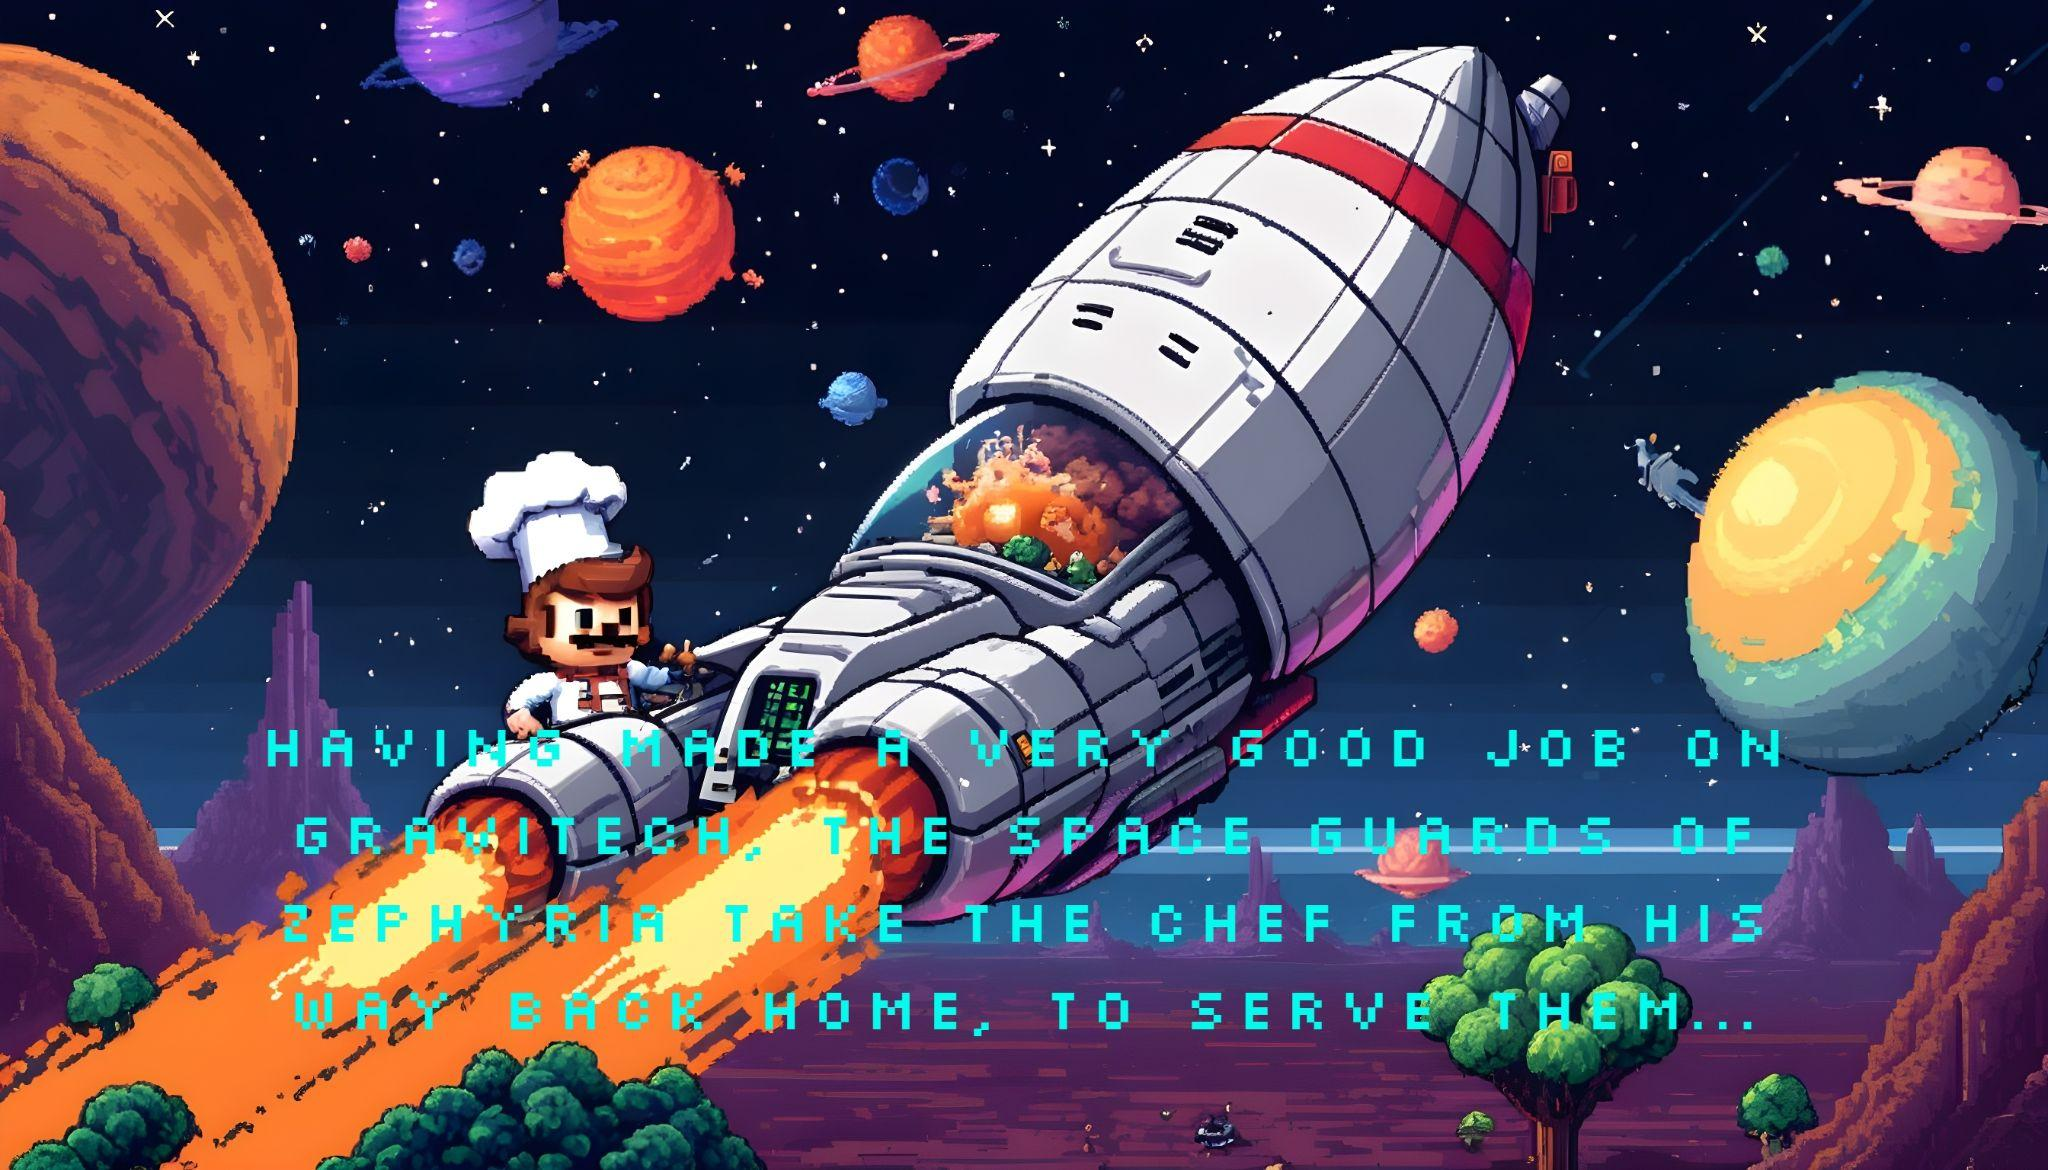 HAVING MADE A VERY GOOD JOB ON
GRAVITECH, THE SPACE GUARDS OF
ZEPHYRIA TAKE THE CHEF FROM HIS
WAY BACK HOME, TO SERVE THEM...